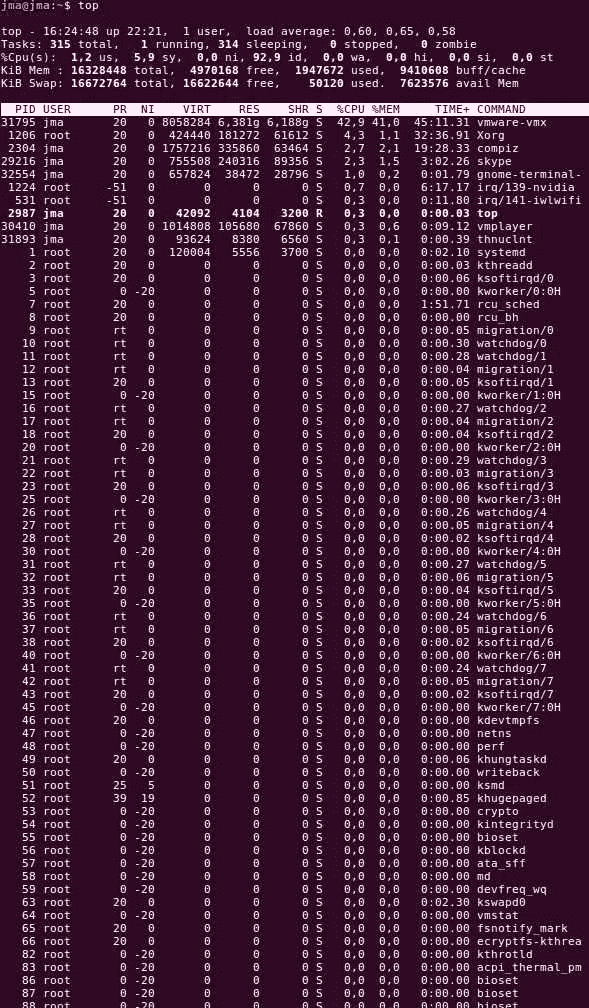 jma@jma:~$ top
top - 16:24:48 up 22:21,  1 user,  load average: 0,60, 0,65, 0,58
Tasks: 315 total,   1 running, 314 sleeping,   0 stopped,   0 zombie
%Cpu(s):  1,2 us,  5,9 sy,  0,0 ni, 92,9 id,  0,0 wa,  0,0 hi,  0,0 si,  0,0 st
KiB Mem : 16328448 total,  4970168 free,  1947672 used,  9410608 buff/cache
KiB Swap: 16672764 total, 16622644 free,    50120 used.  7623576 avail Mem
PID USER      PR  NI    VIRT    RES    SHR S  %CPU %MEM     TIME+ COMMAND
31795 jma       20   0 8058284 6,381g 6,188g S  42,9 41,0  45:11.31 vmware-vmx
1206 root      20   0  424440 181272  61612 S   4,3  1,1  32:36.91 Xorg
2304 jma       20   0 1757216 335860  63464 S   2,7  2,1  19:28.33 compiz
29216 jma       20   0  755508 240316  89356 S   2,3  1,5   3:02.26 skype
32554 jma       20   0  657824  38472  28796 S   1,0  0,2   0:01.79 gnome-terminal-
1224 root     -51   0       0      0      0 S   0,7  0,0   6:17.17 irq/139-nvidia
531 root     -51   0       0      0      0 S   0,3  0,0   0:11.80 irq/141-iwlwifi
2987 jma       20   0   42092   4104   3200 R   0,3  0,0   0:00.03 top
30410 jma       20   0 1014808 105680  67860 S   0,3  0,6   0:09.12 vmplayer
31893 jma       20   0   93624   8380   6560 S   0,3  0,1   0:00.39 thnuclnt
1 root      20   0  120004   5556   3700 S   0,0  0,0   0:02.10 systemd
2 root      20   0       0      0      0 S   0,0  0,0   0:00.03 kthreadd
3 root      20   0       0      0      0 S   0,0  0,0   0:00.06 ksoftirqd/0
5 root       0 -20       0      0      0 S   0,0  0,0   0:00.00 kworker/0:0H
7 root      20   0       0      0      0 S   0,0  0,0   1:51.71 rcu_sched
8 root      20   0       0      0      0 S   0,0  0,0   0:00.00 rcu_bh
9 root      rt   0       0      0      0 S   0,0  0,0   0:00.05 migration/0
10 root      rt   0       0      0      0 S   0,0  0,0   0:00.30 watchdog/0
11 root      rt   0       0      0      0 S   0,0  0,0   0:00.28 watchdog/1
12 root      rt   0       0      0      0 S   0,0  0,0   0:00.04 migration/1
13 root      20   0       0      0      0 S   0,0  0,0   0:00.05 ksoftirqd/1
15 root       0 -20       0      0      0 S   0,0  0,0   0:00.00 kworker/1:0H
16 root      rt   0       0      0      0 S   0,0  0,0   0:00.27 watchdog/2
17 root      rt   0       0      0      0 S   0,0  0,0   0:00.04 migration/2
18 root      20   0       0      0      0 S   0,0  0,0   0:00.04 ksoftirqd/2
20 root       0 -20       0      0      0 S   0,0  0,0   0:00.00 kworker/2:0H
21 root      rt   0       0      0      0 S   0,0  0,0   0:00.29 watchdog/3
22 root      rt   0       0      0      0 S   0,0  0,0   0:00.03 migration/3
23 root      20   0       0      0      0 S   0,0  0,0   0:00.06 ksoftirqd/3
25 root       0 -20       0      0      0 S   0,0  0,0   0:00.00 kworker/3:0H
26 root      rt   0       0      0      0 S   0,0  0,0   0:00.26 watchdog/4
27 root      rt   0       0      0      0 S   0,0  0,0   0:00.05 migration/4
28 root      20   0       0      0      0 S   0,0  0,0   0:00.02 ksoftirqd/4
30 root       0 -20       0      0      0 S   0,0  0,0   0:00.00 kworker/4:0H
31 root      rt   0       0      0      0 S   0,0  0,0   0:00.27 watchdog/5
32 root      rt   0       0      0      0 S   0,0  0,0   0:00.06 migration/5
33 root      20   0       0      0      0 S   0,0  0,0   0:00.04 ksoftirqd/5
35 root       0 -20       0      0      0 S   0,0  0,0   0:00.00 kworker/5:0H
36 root      rt   0       0      0      0 S   0,0  0,0   0:00.24 watchdog/6
37 root      rt   0       0      0      0 S   0,0  0,0   0:00.05 migration/6
38 root      20   0       0      0      0 S   0,0  0,0   0:00.02 ksoftirqd/6
40 root       0 -20       0      0      0 S   0,0  0,0   0:00.00 kworker/6:0H
41 root      rt   0       0      0      0 S   0,0  0,0   0:00.24 watchdog/7
42 root      rt   0       0      0      0 S   0,0  0,0   0:00.05 migration/7
43 root      20   0       0      0      0 S   0,0  0,0   0:00.02 ksoftirqd/7
45 root       0 -20       0      0      0 S   0,0  0,0   0:00.00 kworker/7:0H
46 root      20   0       0      0      0 S   0,0  0,0   0:00.00 kdevtmpfs
47 root       0 -20       0      0      0 S   0,0  0,0   0:00.00 netns
48 root       0 -20       0      0      0 S   0,0  0,0   0:00.00 perf
49 root      20   0       0      0      0 S   0,0  0,0   0:00.06 khungtaskd
50 root       0 -20       0      0      0 S   0,0  0,0   0:00.00 writeback
51 root      25   5       0      0      0 S   0,0  0,0   0:00.00 ksmd
52 root      39  19       0      0      0 S   0,0  0,0   0:00.85 khugepaged
53 root       0 -20       0      0      0 S   0,0  0,0   0:00.00 crypto
54 root       0 -20       0      0      0 S   0,0  0,0   0:00.00 kintegrityd
55 root       0 -20       0      0      0 S   0,0  0,0   0:00.00 bioset
56 root       0 -20       0      0      0 S   0,0  0,0   0:00.00 kblockd
57 root       0 -20       0      0      0 S   0,0  0,0   0:00.00 ata_sff
58 root       0 -20       0      0      0 S   0,0  0,0   0:00.00 md
59 root       0 -20       0      0      0 S   0,0  0,0   0:00.00 devfreq_wq
63 root      20   0       0      0      0 S   0,0  0,0   0:02.30 kswapd0
64 root       0 -20       0      0      0 S   0,0  0,0   0:00.00 vmstat
65 root      20   0       0      0      0 S   0,0  0,0   0:00.00 fsnotify_mark
66 root      20   0       0      0      0 S   0,0  0,0   0:00.00 ecryptfs-kthrea
82 root       0 -20       0      0      0 S   0,0  0,0   0:00.00 kthrotld
83 root       0 -20       0      0      0 S   0,0  0,0   0:00.00 acpi_thermal_pm
86 root       0 -20       0      0      0 S   0,0  0,0   0:00.00 bioset
87 root       0 -20       0      0      0 S   0,0  0,0   0:00.00 bioset
88 root       0 -20       0      0      0 S   0,0  0,0   0:00.00 bioset